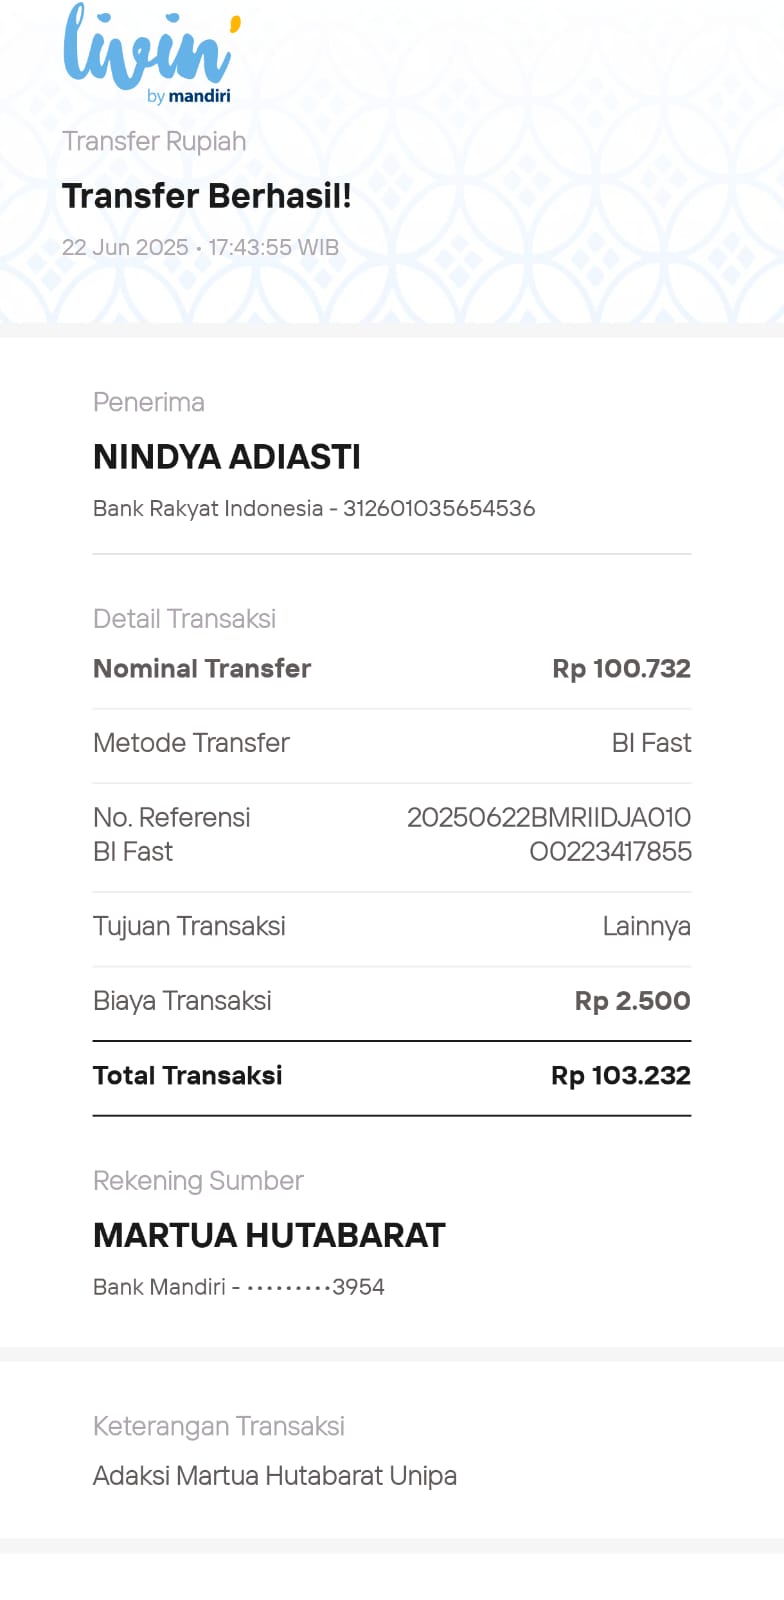 livin'
by mandiri
Transfer Rupiah
Transfer Berhasil!
22 Jun 2025 • 17:43:55 WIB
Penerima
NINDYA ADIASTI
Bank Rakyat Indonesia - 312601035654536
Detail Transaksi
Nominal Transfer Rp 100.732
Metode Transfer BI Fast
No. Referensi 20250622BMRIIDJA010
BI Fast O0223417855
Tujuan Transaksi Lainnya
Biaya Transaksi Rp 2.500
Total Transaksi Rp 103.232
Rekening Sumber
MARTUA HUTABARAT
Bank Mandiri - •••••••••3954
Keterangan Transaksi
Adaksi Martua Hutabarat Unipa